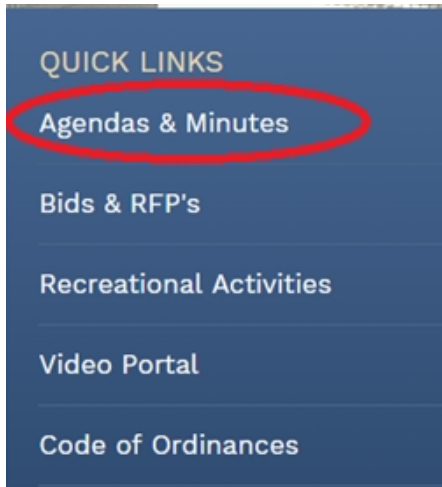 QUICK LINKS
Agendas & Minutes
Bids & RFP's
Recreational Activities
Video Portal
Code of Ordinances